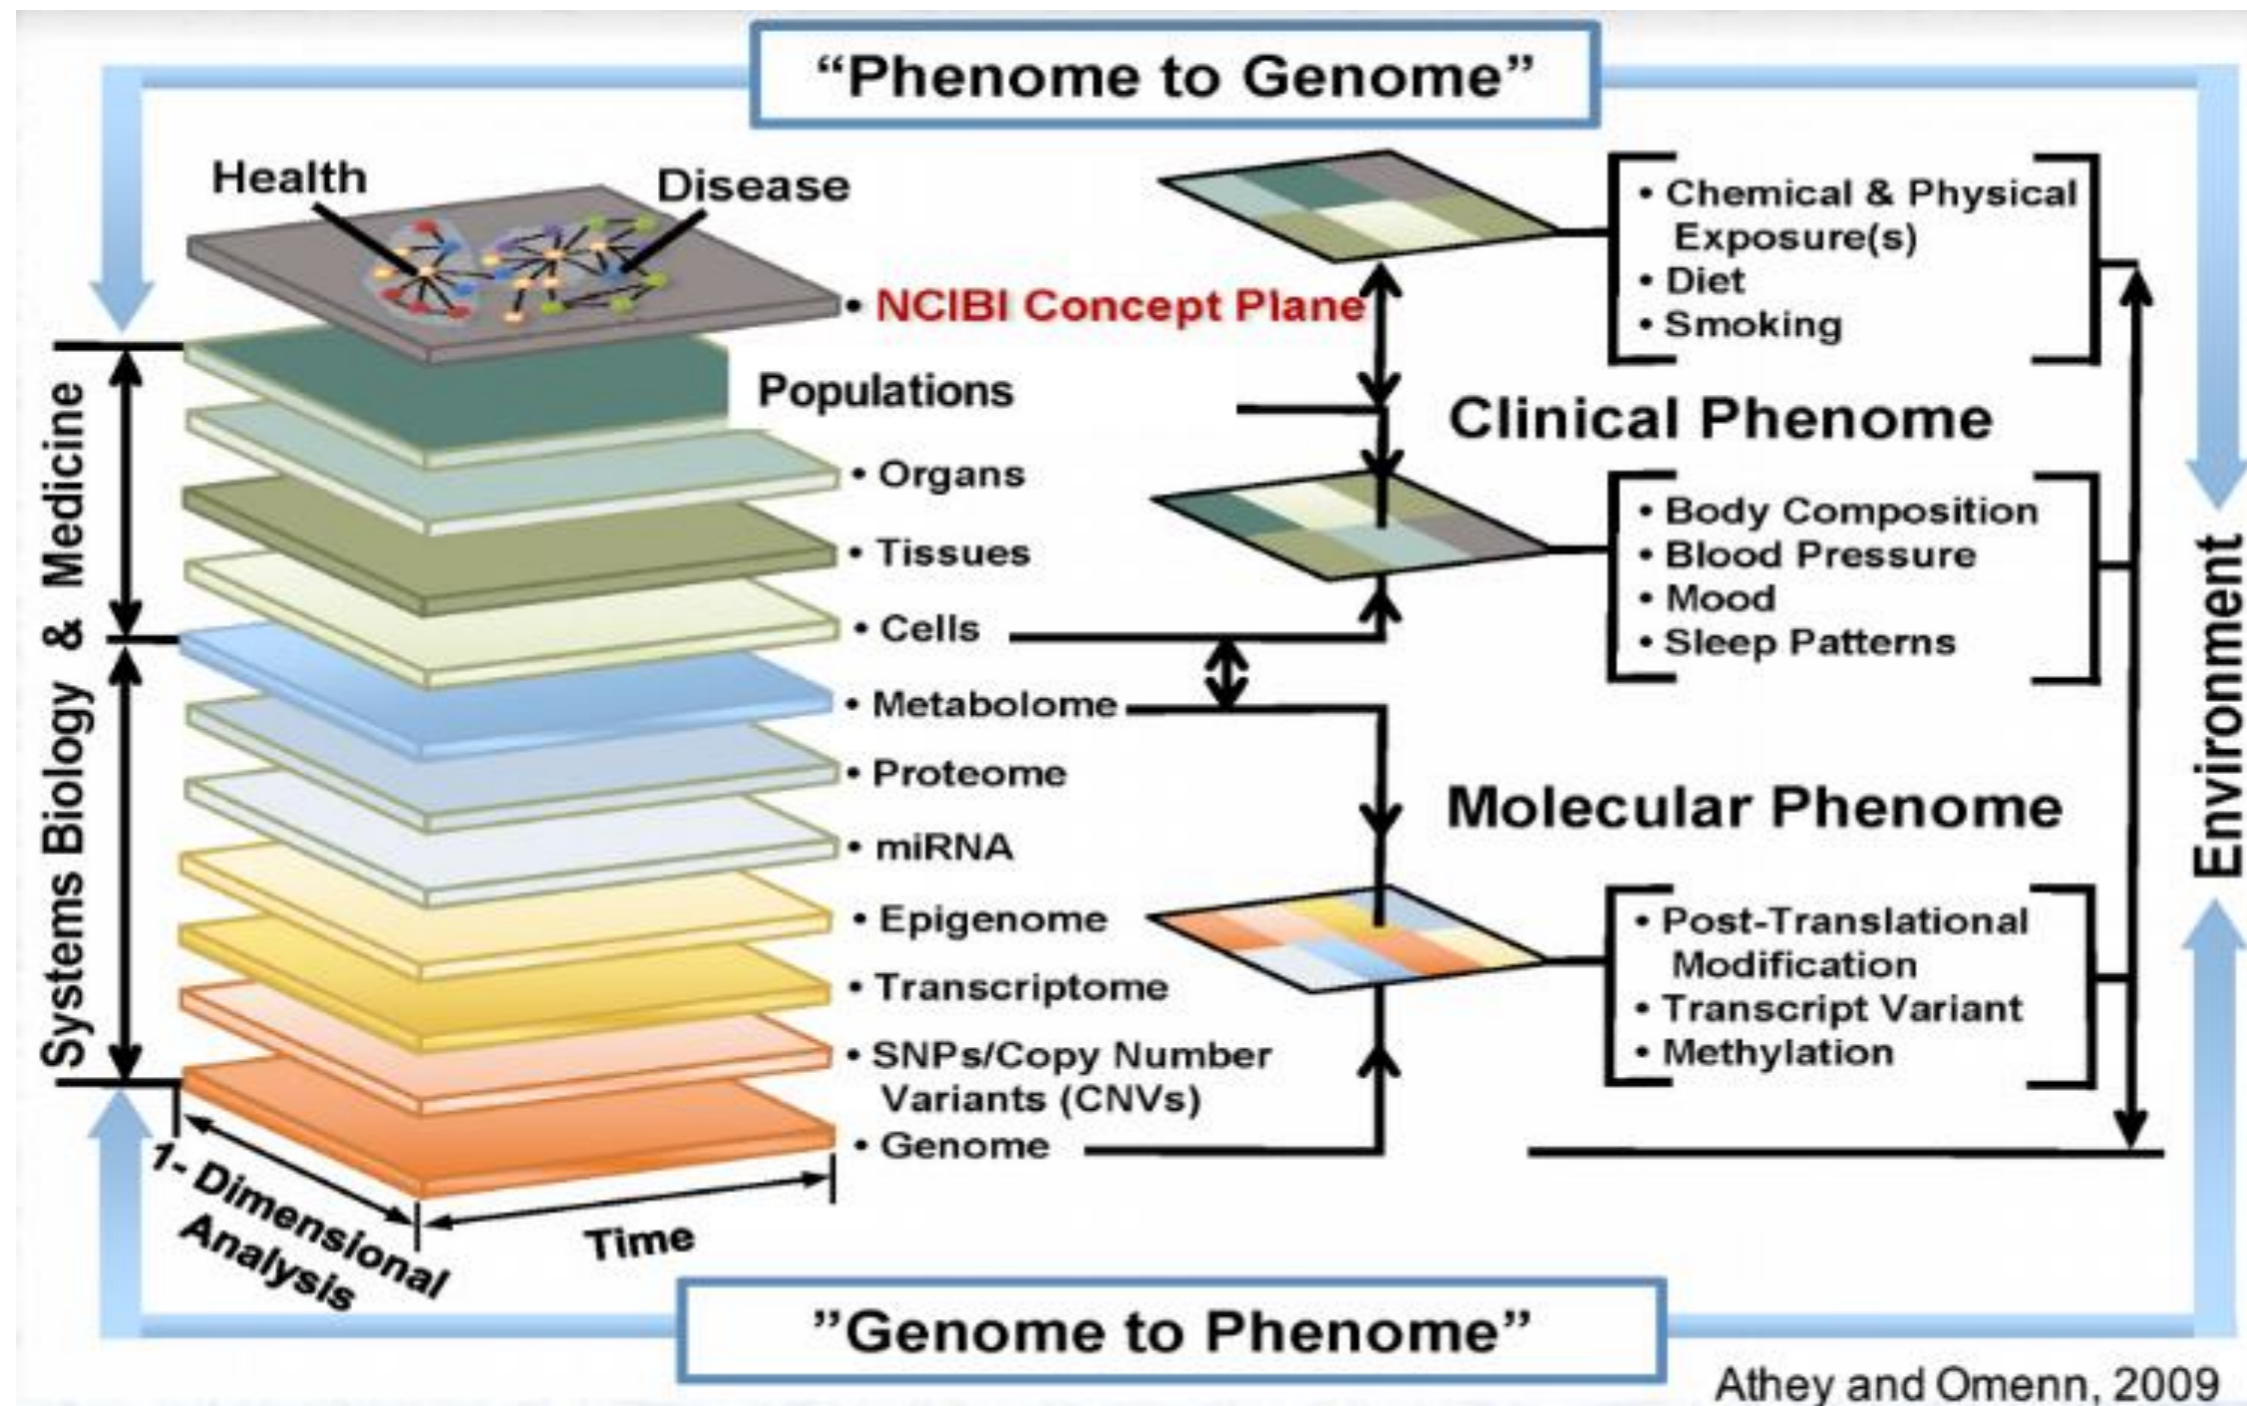 “Phenome to Genome”
Health
Disease
• NCIBI Concept Plane
Populations
• Organs
• Tissues
• Cells
• Metabolome
• Proteome
• miRNA
• Epigenome
• Transcriptome
• SNPs/Copy Number
Variants (CNVs)
• Genome
Systems Biology & Medicine
1- Dimensional
Analysis
Time
• Chemical & Physical
Exposure(s)
• Diet
• Smoking
Clinical Phenome
• Body Composition
• Blood Pressure
• Mood
• Sleep Patterns
Molecular Phenome
• Post-Translational
Modification
• Transcript Variant
• Methylation
Environment
”Genome to Phenome”
Athey and Omenn, 2009